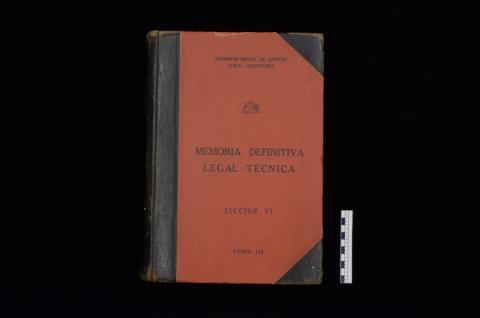 COMISION MIXTA DE LIMITES
CHILE - ARGENTINA
MEMORIA DEFINITIVA
LEGAL - TECNICA
SECCION VI
TOMO III